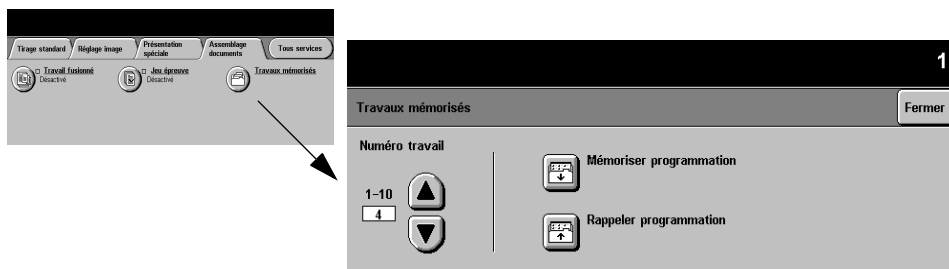 Tirage standard
Réglage image
Présentation
spéciale
Assemblage
documents
Tous services
Travail fusionné
Désactivé
Jeu épreuve
Désactivé
Travaux mémorisés
1
Travaux mémorisés
Fermer
Numéro travail
1-10
4
Mémoriser programmation
Rappeler programmation